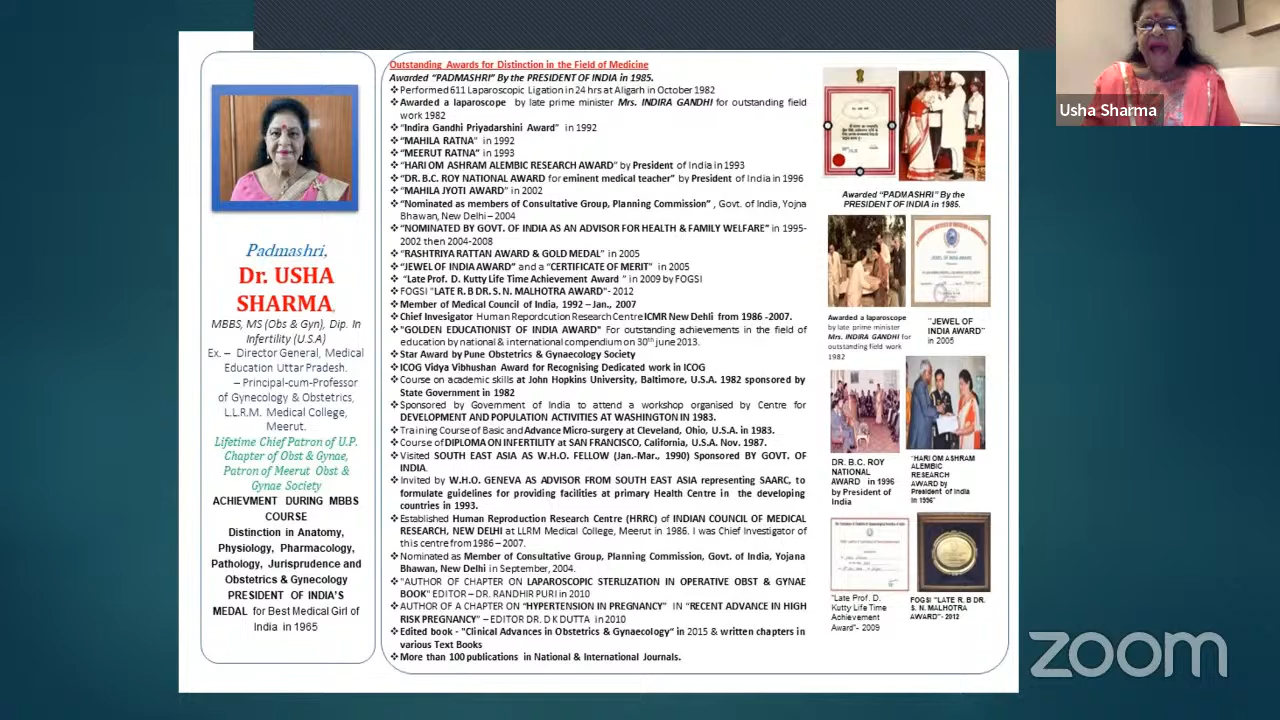 Padmashri,
Dr. USHA
SHARMA,
MBBS, MS (Obs & Gyn), Dip. In
Infertility (U.S.A)
Ex. – Director General, Medical
Education Uttar Pradesh.
– Principal-cum-Professor
of Gynecology & Obstetrics,
L.L.R.M. Medical College,
Meerut.
Lifetime Chief Patron of U.P.
Chapter of Obst & Gynae,
Patron of Meerut Obst &
Gynae Society
ACHIEVMENT DURING MBBS
COURSE
Distinction in Anatomy,
Physiology, Pharmacology,
Pathology, Jurisprudence and
Obstetrics & Gynecology
PRESIDENT OF INDIA'S
MEDAL for Best Medical Girl of
India in 1965
Outstanding Awards for Distinction in the Field of Medicine
Awarded "PADMASHRI" By the PRESIDENT OF INDIA in 1985.
❖Performed 611 Laparoscopic Ligation in 24 hrs at Aligarh in October 1982
❖Awarded a laparoscope by late prime minister Mrs. INDIRA GANDHI for outstanding field
work 1982
❖"Indira Gandhi Priyadarshini Award" in 1992
❖"MAHILA RATNA" in 1992
❖"MEERUT RATNA" in 1993
❖"HARI OM ASHRAM ALEMBIC RESEARCH AWARD" by President of India in 1993
❖"DR. B.C. ROY NATIONAL AWARD for eminent medical teacher" by President of India in 1996
❖"MAHILA JYOTI AWARD" in 2002
❖"Nominated as members of Consultative Group, Planning Commission" , Govt. of India, Yojna
Bhawan, New Delhi – 2004
❖"NOMINATED BY GOVT. OF INDIA AS AN ADVISOR FOR HEALTH & FAMILY WELFARE" in 1995-
2002 then 2004-2008
❖"RASHTRIYA RATTAN AWARD & GOLD MEDAL" in 2005
❖"JEWEL OF INDIA AWARD" and a "CERTIFICATE OF MERIT" in 2005
❖"Late Prof. D. Kutty Life Time Achievement Award " in 2009 by FOGSI
❖FOGSI "LATE R. B DR. S. N. MALHOTRA AWARD"- 2012
❖Member of Medical Council of India, 1992 – Jan., 2007
❖Chief Invesigator Human Repordcution Research Centre ICMR New Dehli from 1986 -2007.
❖"GOLDEN EDUCATIONIST OF INDIA AWARD" For outstanding achievements in the field of
education by national & international compendium on 30th june 2013.
❖Star Award by Pune Obstetrics & Gynaecology Society
❖ICOG Vidya Vibhushan Award for Recognising Dedicated work in ICOG
❖Course on academic skills at John Hopkins University, Baltimore, U.S.A. 1982 sponsored by
State Government in 1982
❖Sponsored by Government of India to attend a workshop organised by Centre for
DEVELOPMENT AND POPULATION ACTIVITIES AT WASHINGTON IN 1983.
❖Training Course of Basic and Advance Micro-surgery at Cleveland, Ohio, U.S.A. in 1983.
❖Course of DIPLOMA ON INFERTILITY at SAN FRANCISCO, California, U.S.A. Nov. 1987.
❖Visited SOUTH EAST ASIA AS W.H.O. FELLOW (Jan.-Mar., 1990) Sponsored BY GOVT. OF
INDIA.
❖Invited by W.H.O. GENEVA AS ADVISOR FROM SOUTH EAST ASIA representing SAARC, to
formulate guidelines for providing facilities at primary Health Centre in the developing
countries in 1993.
❖Established Human Reproduction Research Centre (HRRC) of INDIAN COUNCIL OF MEDICAL
RESEARCH, NEW DELHI at LLRM Medical College, Meerut in 1986. I was Chief Investigator of
this centre from 1986 – 2007.
❖Nominated as Member of Consultative Group, Planning Commission, Govt. of India, Yojana
Bhawan, New Delhi in September, 2004.
❖"AUTHOR OF CHAPTER ON LAPAROSCOPIC STERLIZATION IN OPERATIVE OBST & GYNAE
BOOK" EDITOR – DR. RANDHIR PURI in 2010
❖AUTHOR OF A CHAPTER ON "HYPERTENSION IN PREGNANCY" IN "RECENT ADVANCE IN HIGH
RISK PREGNANCY" – EDITOR DR. D K DUTTA in 2010
❖Edited book - "Clinical Advances in Obstetrics & Gynaecology" in 2015 & written chapters in
various Text Books
❖More than 100 publications in National & International Journals.
Awarded "PADMASHRI" By the
PRESIDENT OF INDIA in 1985.
Awarded a laparoscope
by late prime minister
Mrs. INDIRA GANDHI for
outstanding field work
1982
"JEWEL OF
INDIA AWARD"
in 2005
DR. B.C. ROY
NATIONAL
AWARD in 1996
by President of
India
"HARI OM ASHRAM
ALEMBIC
RESEARCH
AWARD by
President of India
in 1996"
"Late Prof. D.
Kutty Life Time
Achievement
Award"- 2009
FOGSI "LATE R. B DR.
S. N. MALHOTRA
AWARD"- 2012
Usha Sharma
zoom